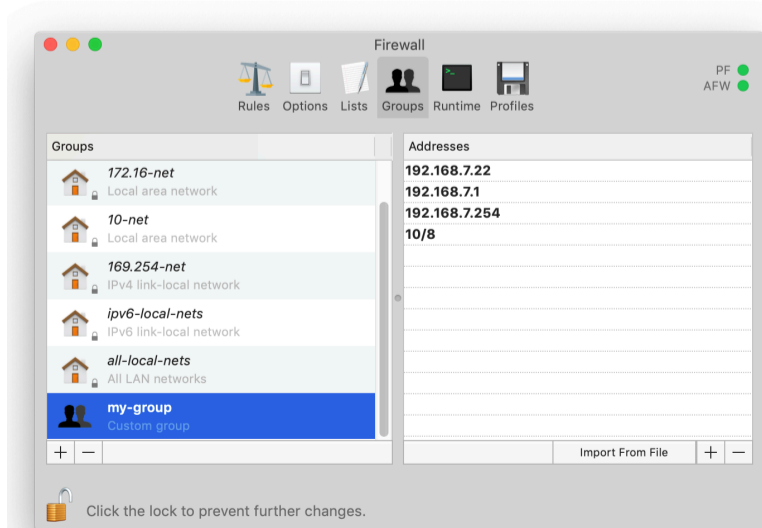 Firewall
Rules Options Lists Groups Runtime Profiles
PF
AFW
Groups
172.16-net
Local area network
10-net
Local area network
169.254-net
IPv4 link-local network
ipv6-local-nets
IPv6 link-local network
all-local-nets
All LAN networks
my-group
Custom group
+ −
Addresses
192.168.7.22
192.168.7.1
192.168.7.254
10/8
Import From File + −
Click the lock to prevent further changes.